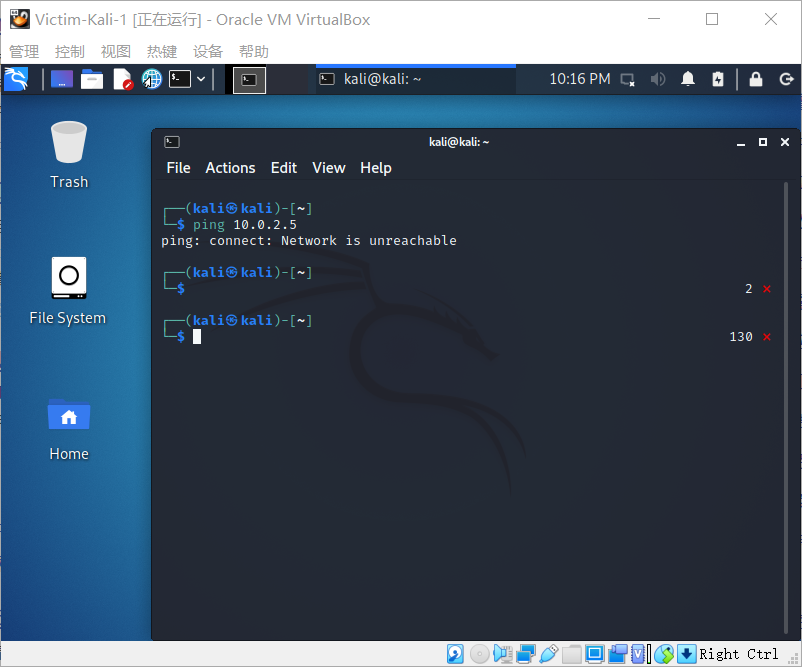 Victim-Kali-1 [正在运行] - Oracle VM VirtualBox
管理 控制 视图 热键 设备 帮助
kali@kali: ~ 10:16 PM
Trash
File System
Home
kali@kali: ~
File Actions Edit View Help
┌──(kali㉿kali)-[~]
└─$ ping 10.0.2.5
ping: connect: Network is unreachable
┌──(kali㉿kali)-[~]
└─$ 2 ⨯
┌──(kali㉿kali)-[~]
└─$ 130 ⨯
Right Ctrl